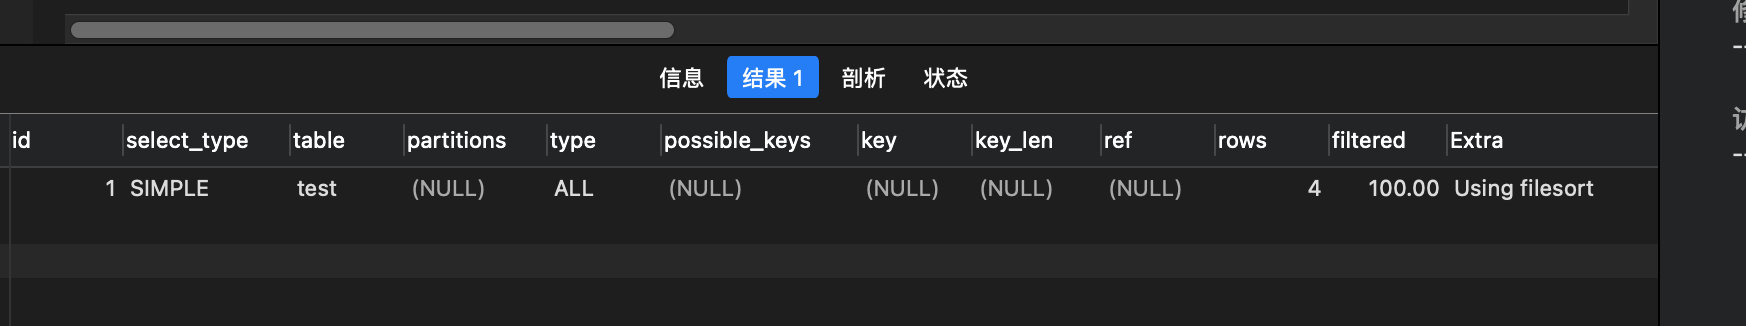 信息 结果 1 剖析 状态
id select_type table partitions type possible_keys key key_len ref rows filtered Extra
1 SIMPLE test (NULL) ALL (NULL) (NULL) (NULL) (NULL) 4 100.00 Using filesort